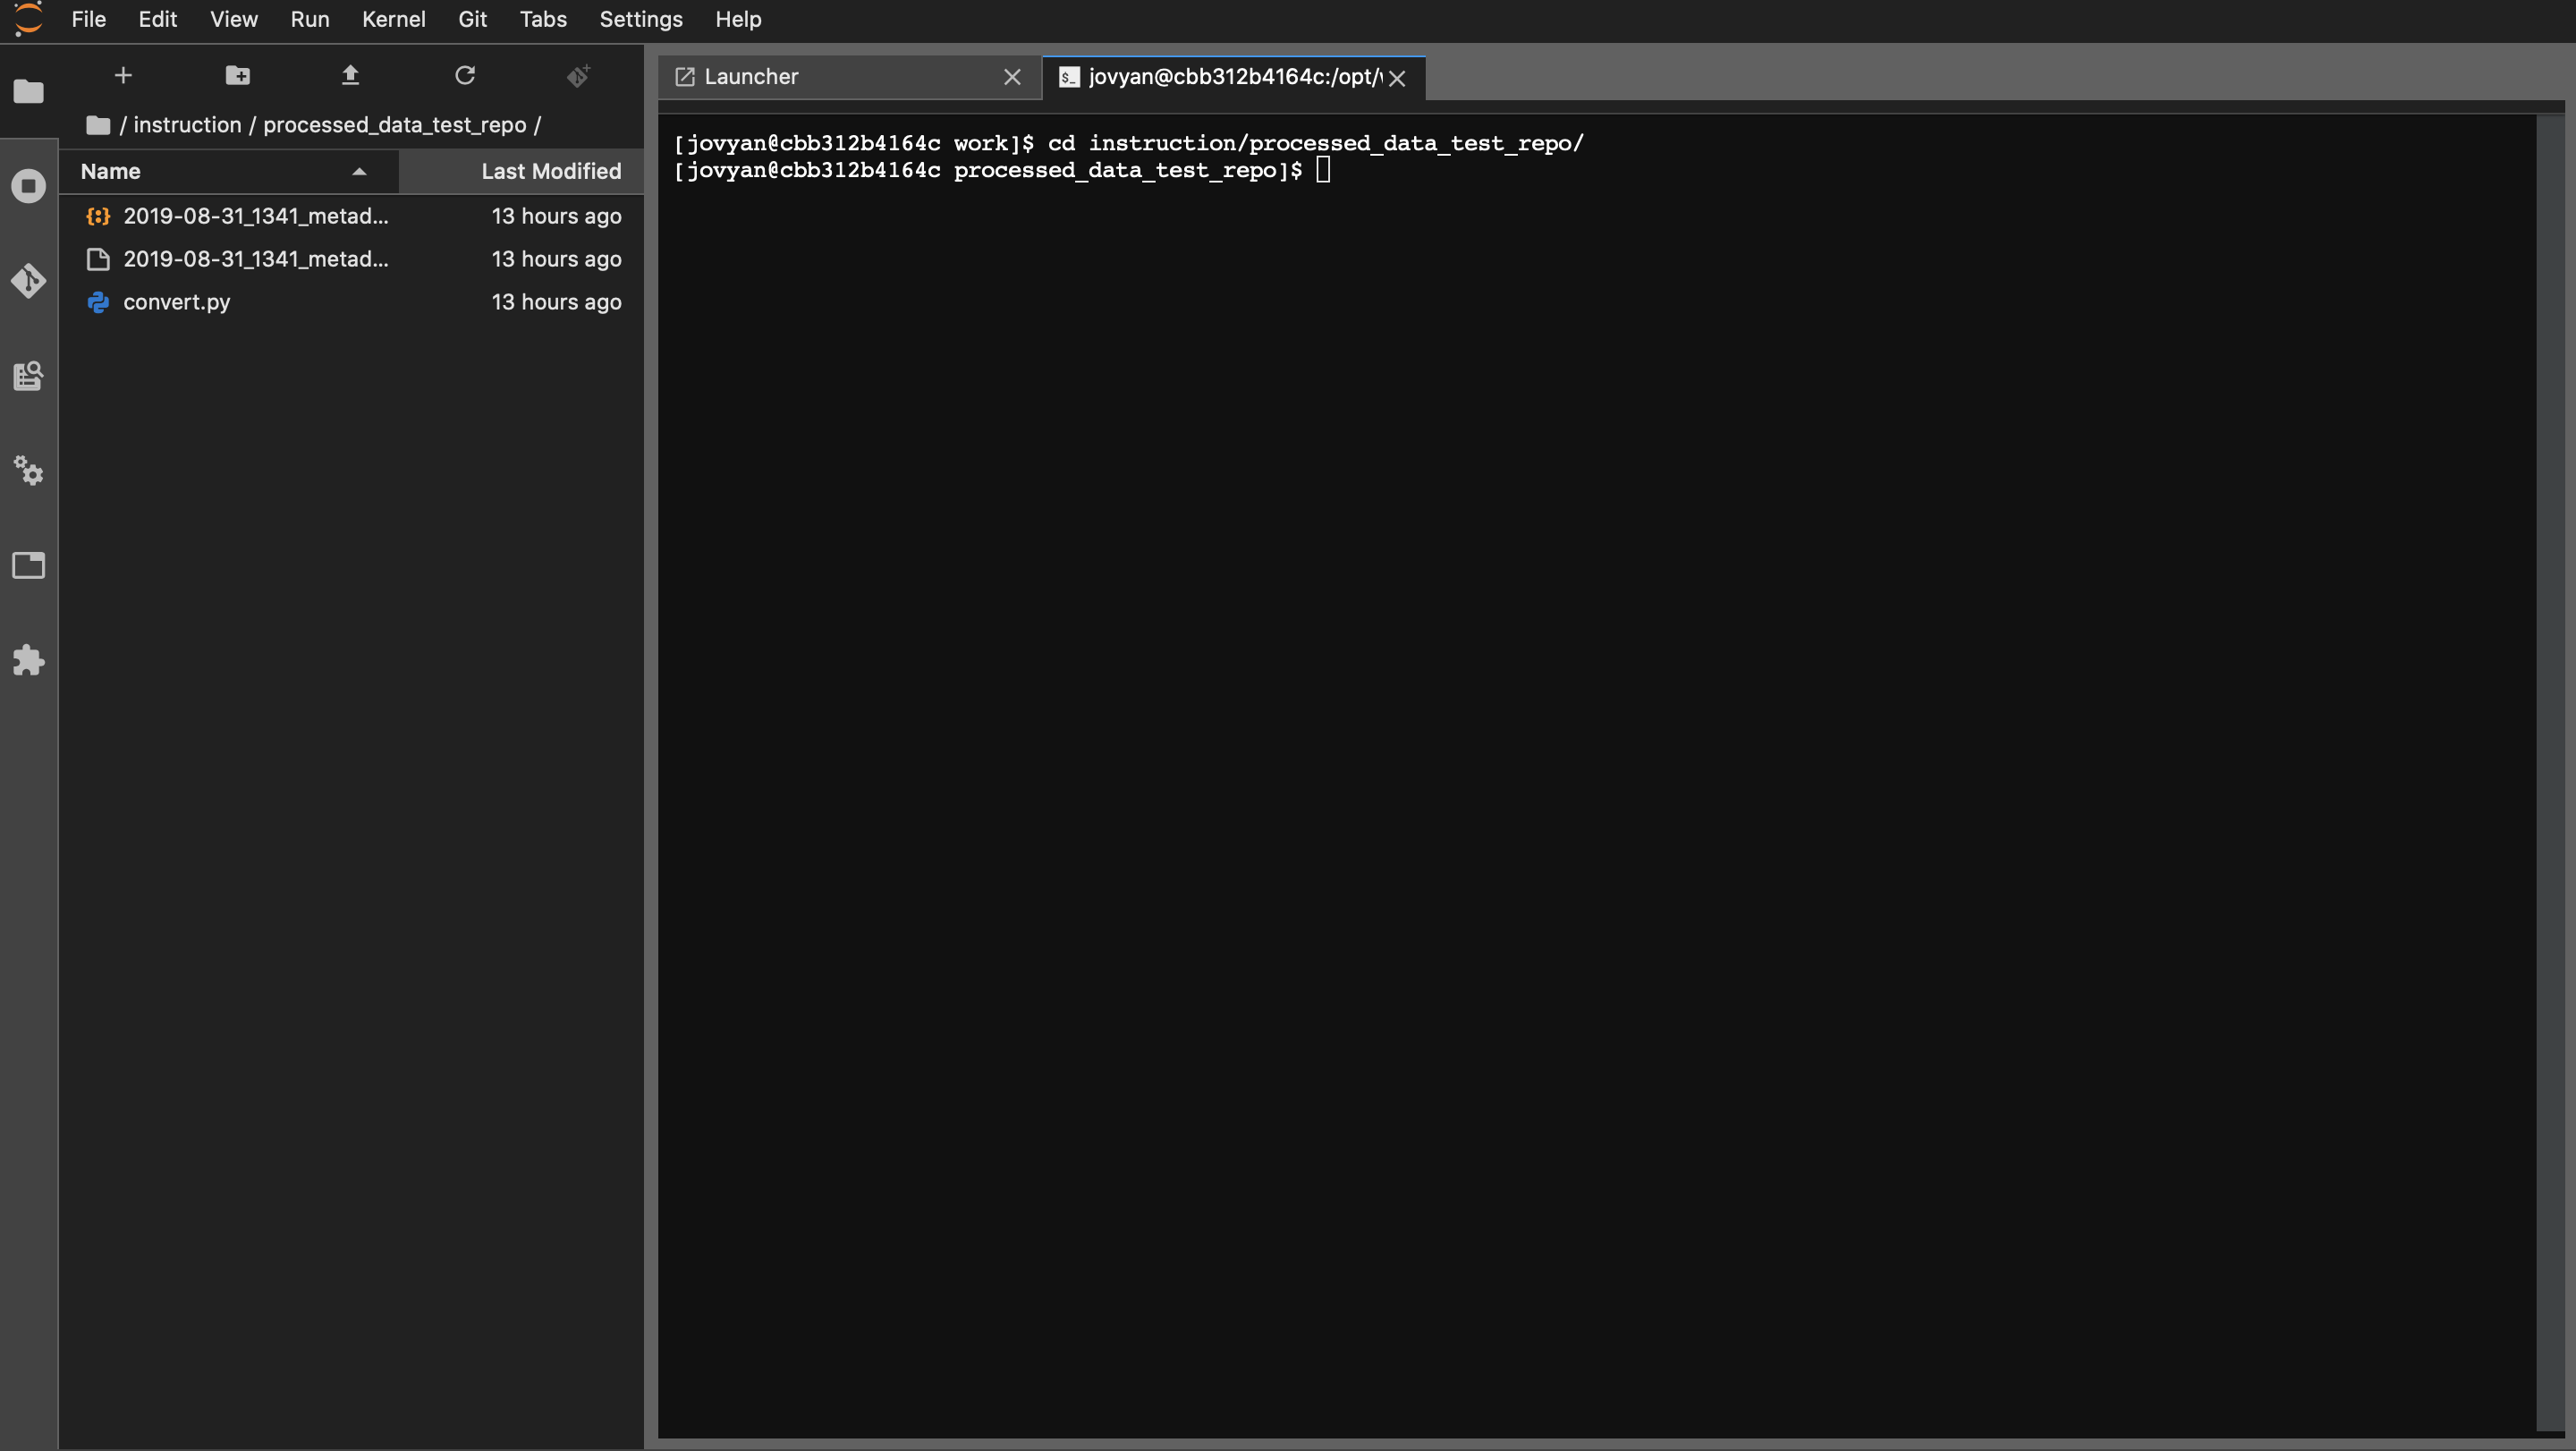 File Edit View Run Kernel Git Tabs Settings Help
/ instruction / processed_data_test_repo /
Name Last Modified
2019-08-31_1341_metad... 13 hours ago
2019-08-31_1341_metad... 13 hours ago
convert.py 13 hours ago
Launcher
$_ jovyan@cbb312b4164c:/opt/
[jovyan@cbb312b4164c work]$ cd instruction/processed_data_test_repo/
[jovyan@cbb312b4164c processed_data_test_repo]$